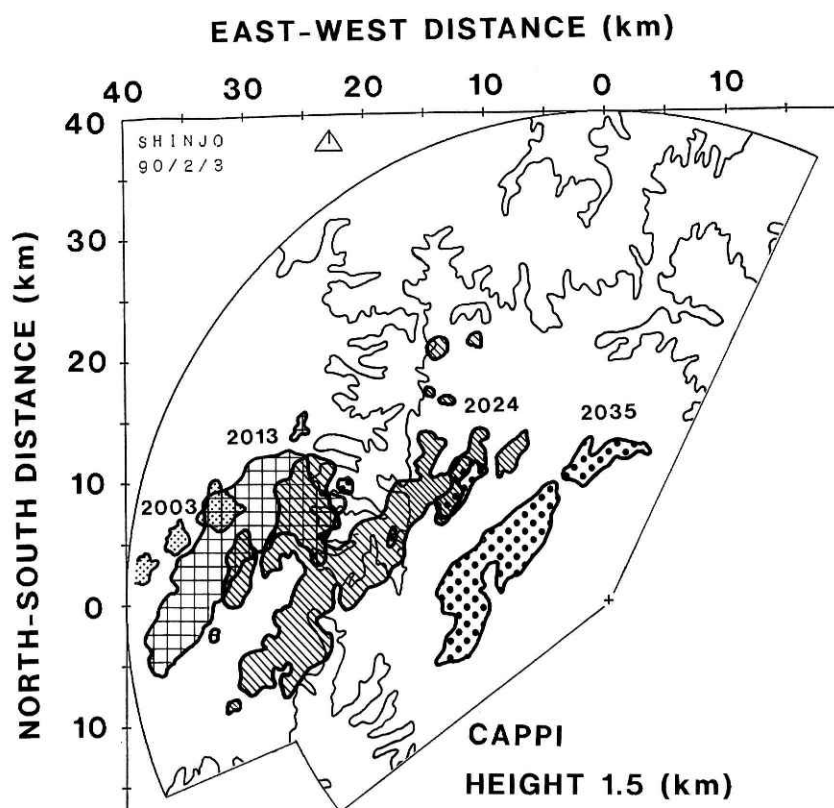 EAST-WEST DISTANCE (km)
40 30 20 10 0 10
40
SHINJO
90/2/3
30
NORTH-SOUTH DISTANCE (km)
20
2024
2035
2013
10
2003
0
10
CAPPI
HEIGHT 1.5 (km)